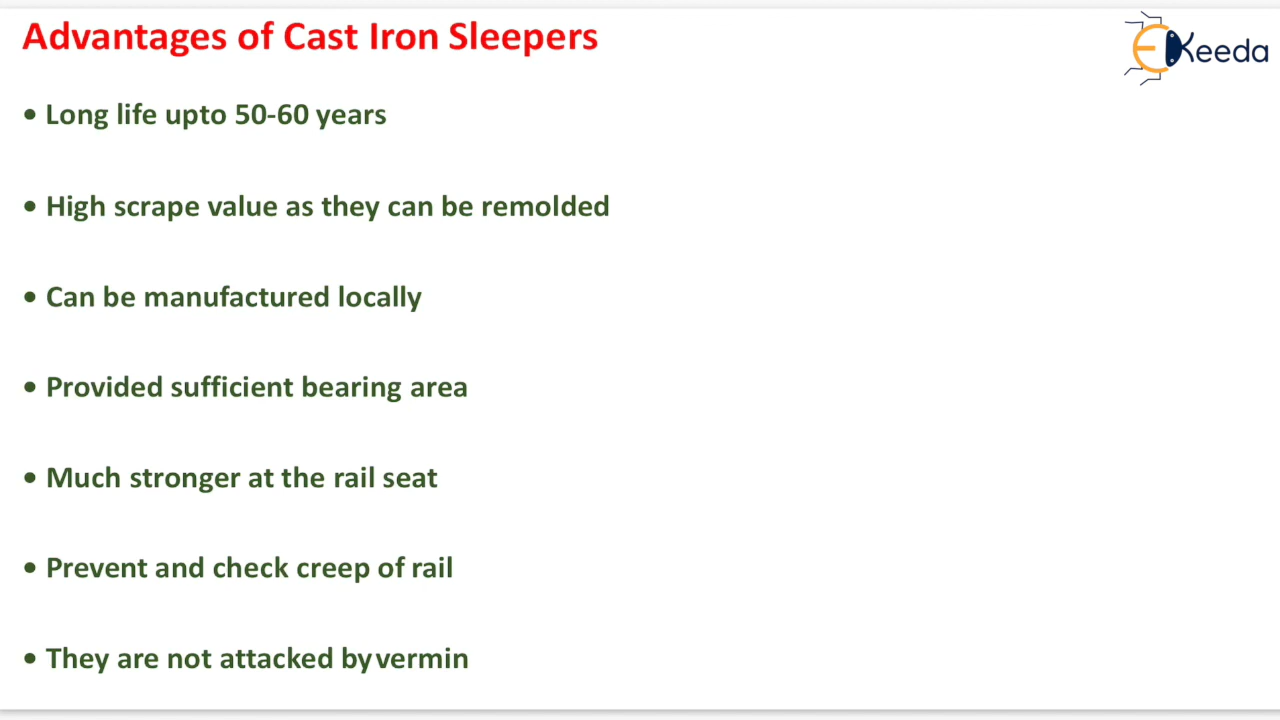 Advantages of Cast Iron Sleepers
EKeeda
• Long life upto 50-60 years
• High scrape value as they can be remolded
• Can be manufactured locally
• Provided sufficient bearing area
• Much stronger at the rail seat
• Prevent and check creep of rail
• They are not attacked by vermin